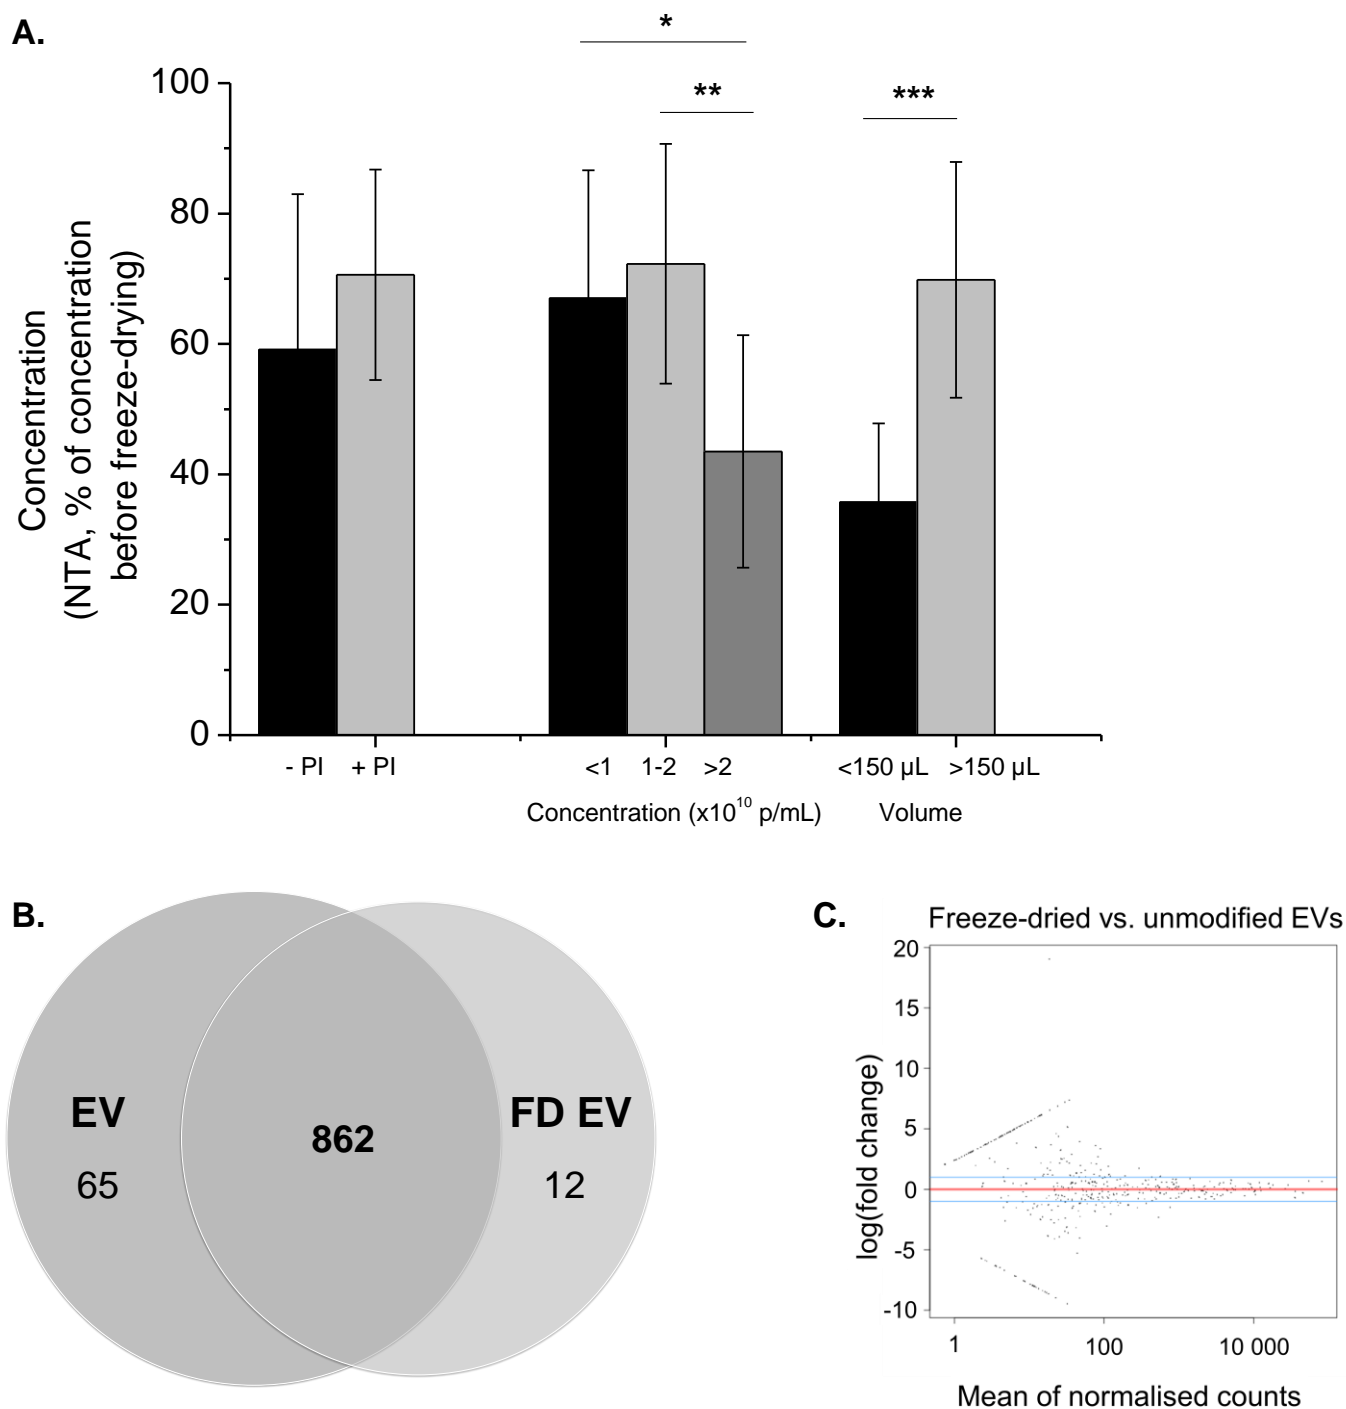 A.
*
**
***
100
80
60
40
20
0
Concentration
(NTA, % of concentration
before freeze-drying)
- PI + PI <1 1-2 >2 <150 µL >150 µL
Concentration (x10¹⁰ p/mL) Volume
B.
EV
65
862
FD EV
12
C.
Freeze-dried vs. unmodified EVs
20
15
10
5
0
-5
-10
log(fold change)
1 100 10 000
Mean of normalised counts